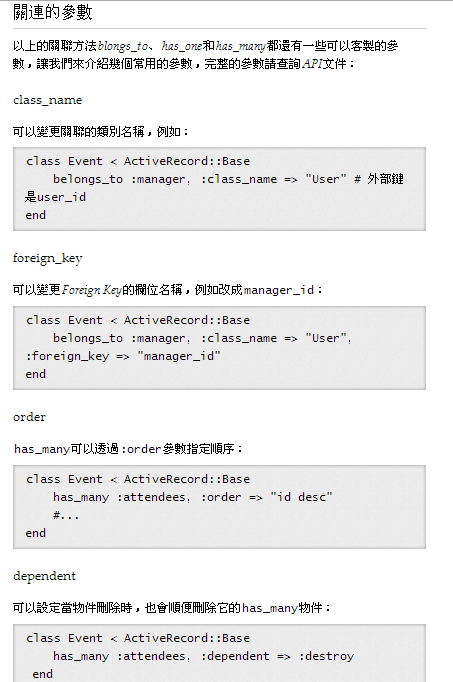 關連的參數
以上的關聯方法blongs_to、has_one和has_many都還有一些可以客製的參
數，讓我們來介紹幾個常用的參數，完整的參數請查詢API文件：
class_name
可以變更關聯的類別名稱，例如：
class Event < ActiveRecord::Base
belongs_to :manager, :class_name => "User" # 外部鍵
是user_id
end
foreign_key
可以變更Foreign Key的欄位名稱，例如改成manager_id：
class Event < ActiveRecord::Base
belongs_to :manager, :class_name => "User",
:foreign_key => "manager_id"
end
order
has_many可以透過:order參數指定順序：
class Event < ActiveRecord::Base
has_many :attendees, :order => "id desc"
#...
end
dependent
可以設定當物件刪除時，也會順便刪除它的has_many物件：
class Event < ActiveRecord::Base
has_many :attendees, :dependent => :destroy
end